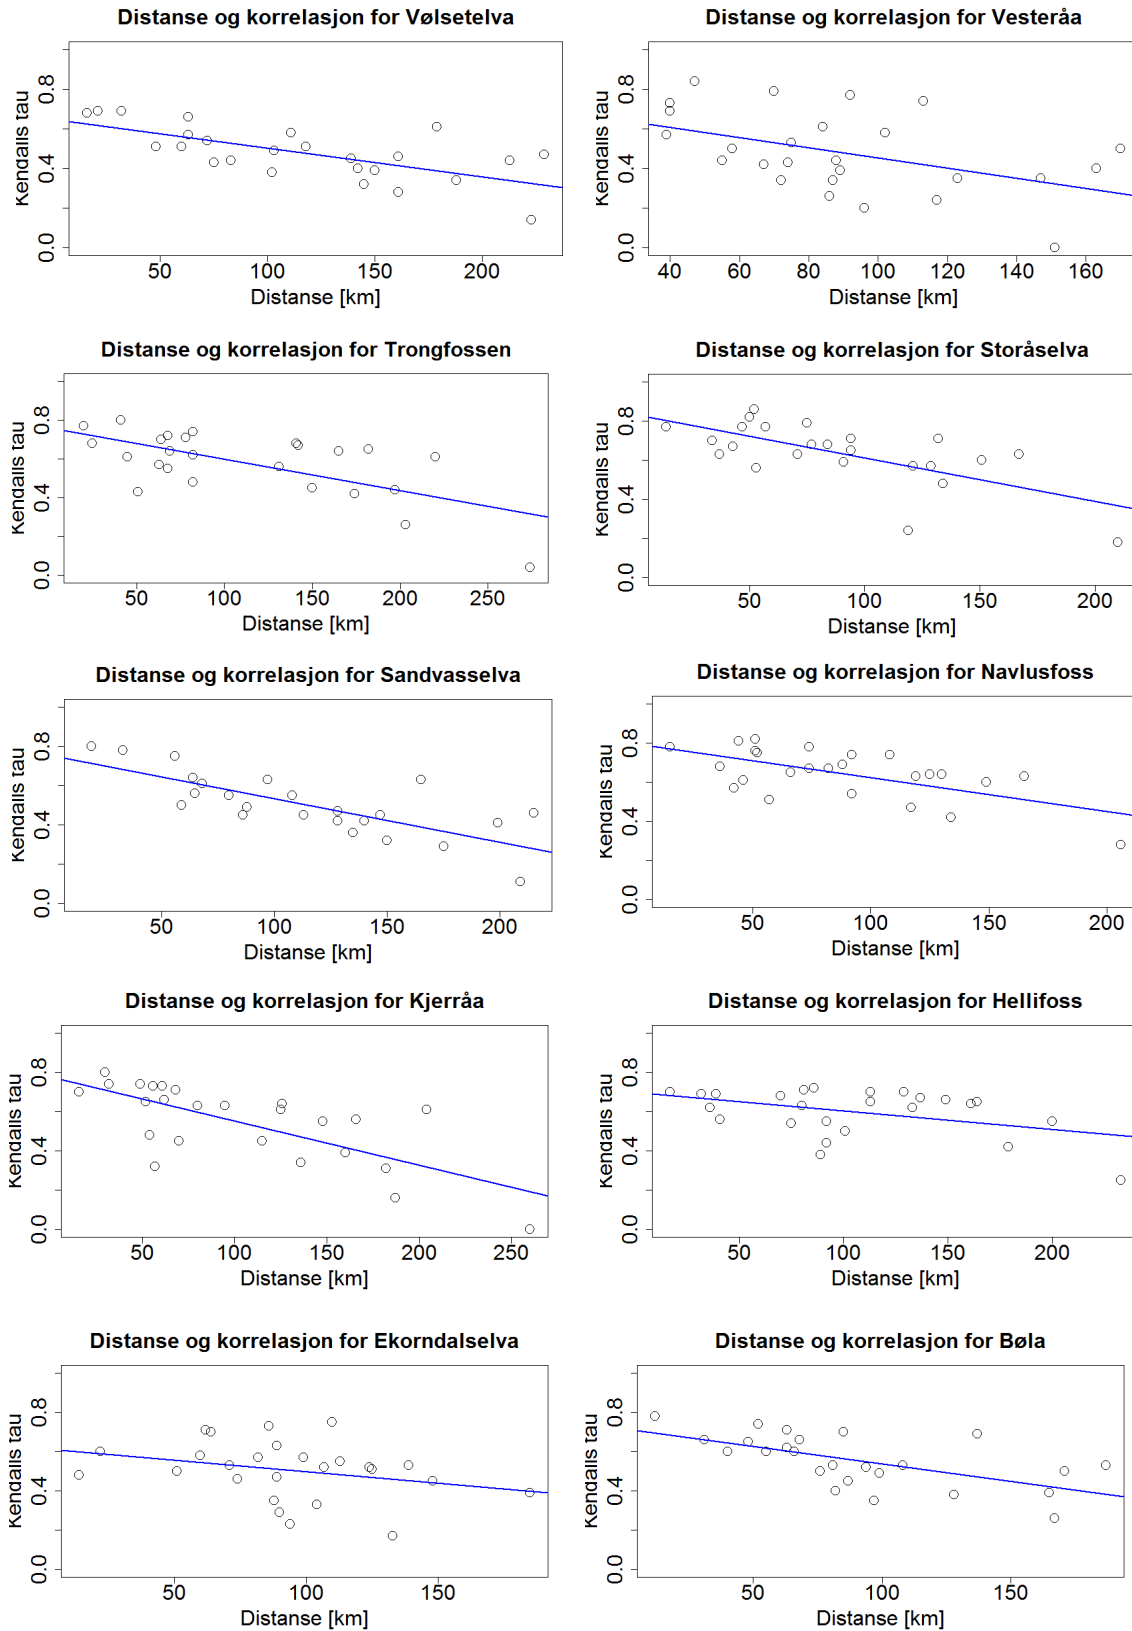 Distanse og korrelasjon for Vølsetelva
Kendalls tau
0.0 0.4 0.8
50 100 150 200
Distanse [km]
Distanse og korrelasjon for Vesteråa
Kendalls tau
0.0 0.4 0.8
40 60 80 100 120 140 160
Distanse [km]
Distanse og korrelasjon for Trongfossen
Kendalls tau
0.0 0.4 0.8
50 100 150 200 250
Distanse [km]
Distanse og korrelasjon for Storåselva
Kendalls tau
0.0 0.4 0.8
50 100 150 200
Distanse [km]
Distanse og korrelasjon for Sandvasselva
Kendalls tau
0.0 0.4 0.8
50 100 150 200
Distanse [km]
Distanse og korrelasjon for Navlusfoss
Kendalls tau
0.0 0.4 0.8
50 100 150 200
Distanse [km]
Distanse og korrelasjon for Kjerråa
Kendalls tau
0.0 0.4 0.8
50 100 150 200 250
Distanse [km]
Distanse og korrelasjon for Hellifoss
Kendalls tau
0.0 0.4 0.8
50 100 150 200
Distanse [km]
Distanse og korrelasjon for Ekorndalselva
Kendalls tau
0.0 0.4 0.8
50 100 150
Distanse [km]
Distanse og korrelasjon for Bøla
Kendalls tau
0.0 0.4 0.8
50 100 150
Distanse [km]